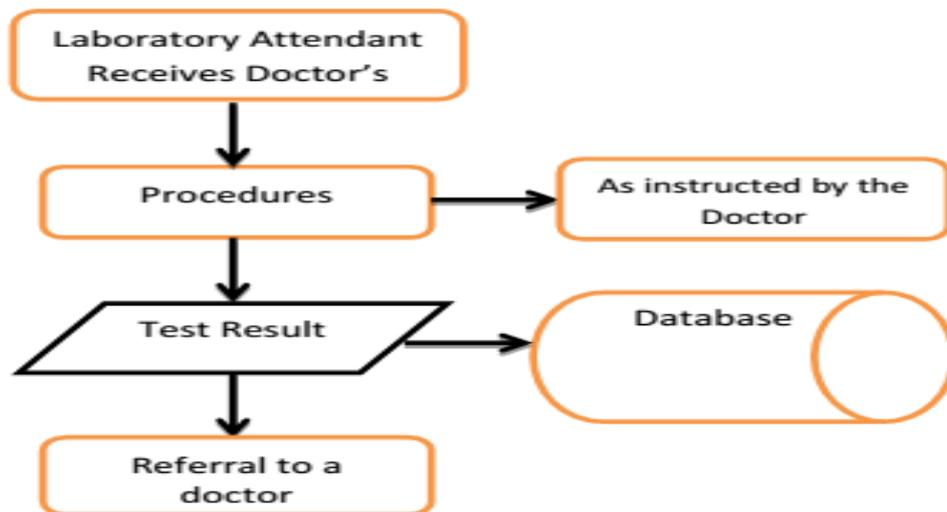 Laboratory Attendant
Receives Doctor's
Procedures
As instructed by the
Doctor
Test Result
Database
Referral to a
doctor